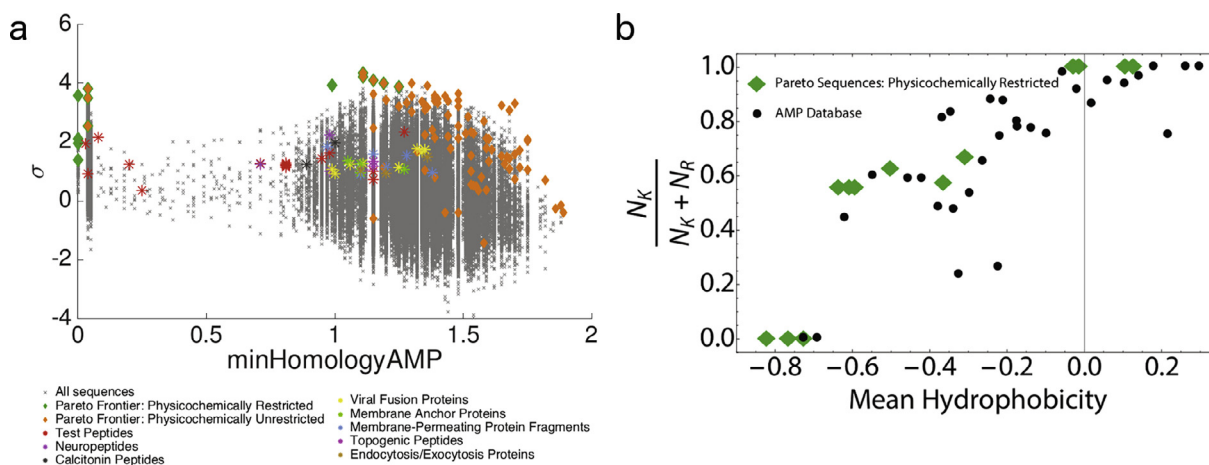 a
b
6
4
2
0
-2
-4
σ
0
0.5
1
1.5
2
minHomologyAMP
All sequences
Pareto Frontier: Physicochemically Restricted
Pareto Frontier: Physicochemically Unrestricted
Test Peptides
Neuropeptides
Calcitonin Peptides
Viral Fusion Proteins
Membrane Anchor Proteins
Membrane-Permeating Protein Fragments
Topogenic Peptides
Endocytosis/Exocytosis Proteins
1.0
0.8
0.6
0.4
0.2
0.0
N_K
N_K + N_R
Pareto Sequences: Physicochemically Restricted
AMP Database
−0.8
−0.6
−0.4
−0.2
0.0
0.2
Mean Hydrophobicity